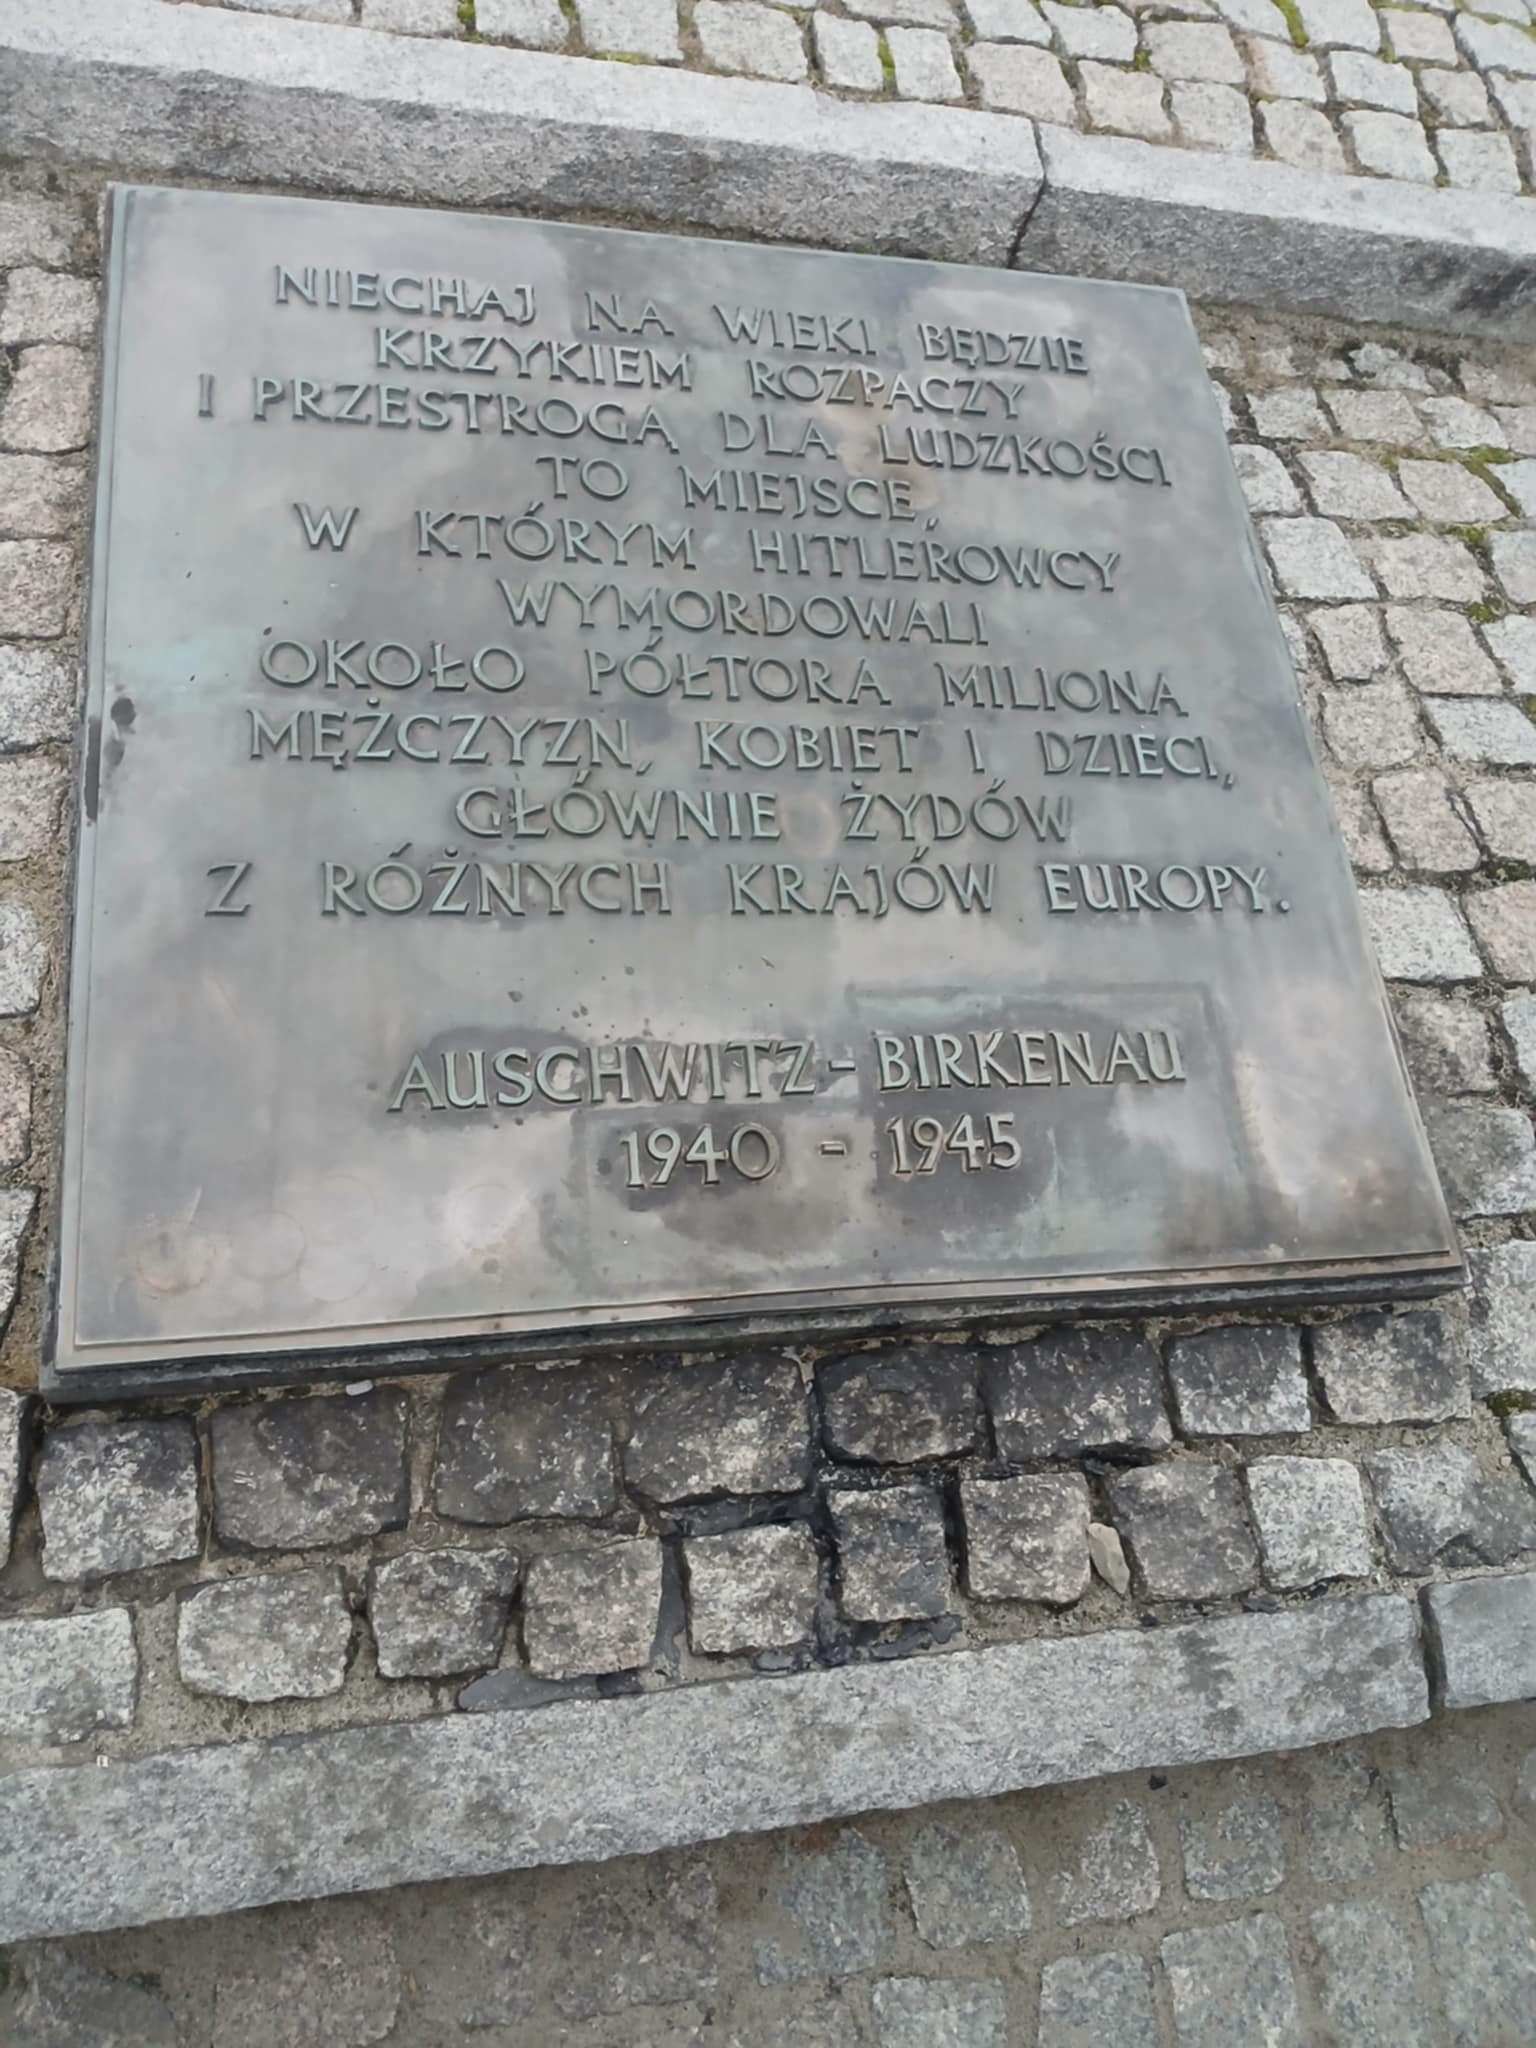 NIECHAJ NA WIEKI BĘDZIE
KRZYKIEM ROZPACZY
I PRZESTROGĄ DLA LUDZKOŚCI
TO MIEJSCE,
W KTÓRYM HITLEROWCY
WYMORDOWALI
OKOŁO PÓŁTORA MILIONA
MĘŻCZYZN, KOBIET I DZIECI,
GŁÓWNIE ŻYDÓW
Z RÓŻNYCH KRAJÓW EUROPY.
AUSCHWITZ - BIRKENAU
1940 - 1945